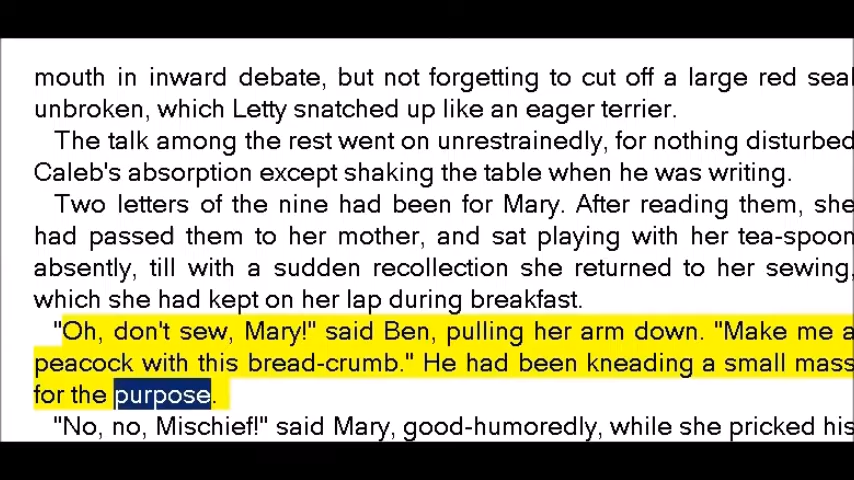 mouth in inward debate, but not forgetting to cut off a large red seal
unbroken, which Letty snatched up like an eager terrier.
The talk among the rest went on unrestrainedly, for nothing disturbed
Caleb's absorption except shaking the table when he was writing.
Two letters of the nine had been for Mary. After reading them, she
had passed them to her mother, and sat playing with her tea-spoon
absently, till with a sudden recollection she returned to her sewing,
which she had kept on her lap during breakfast.
"Oh, don't sew, Mary!" said Ben, pulling her arm down. "Make me a
peacock with this bread-crumb." He had been kneading a small mass
for the purpose.
"No, no, Mischief!" said Mary, good-humoredly, while she pricked his